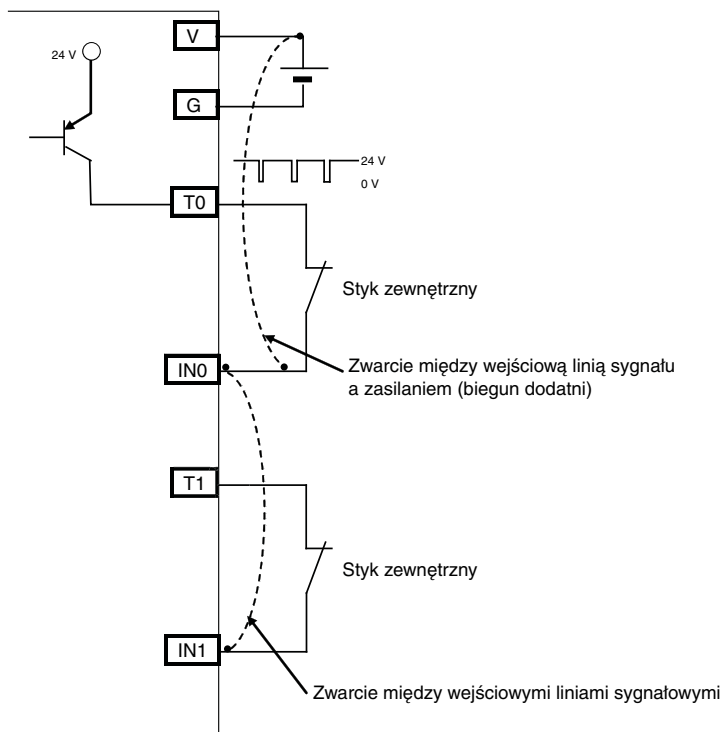 V
24 V
G
24 V
0 V
T0
Styk zewnętrzny
Zwarcie między wejściową linią sygnału
a zasilaniem (biegun dodatni)
IN0
T1
Styk zewnętrzny
IN1
Zwarcie między wejściowymi liniami sygnałowymi